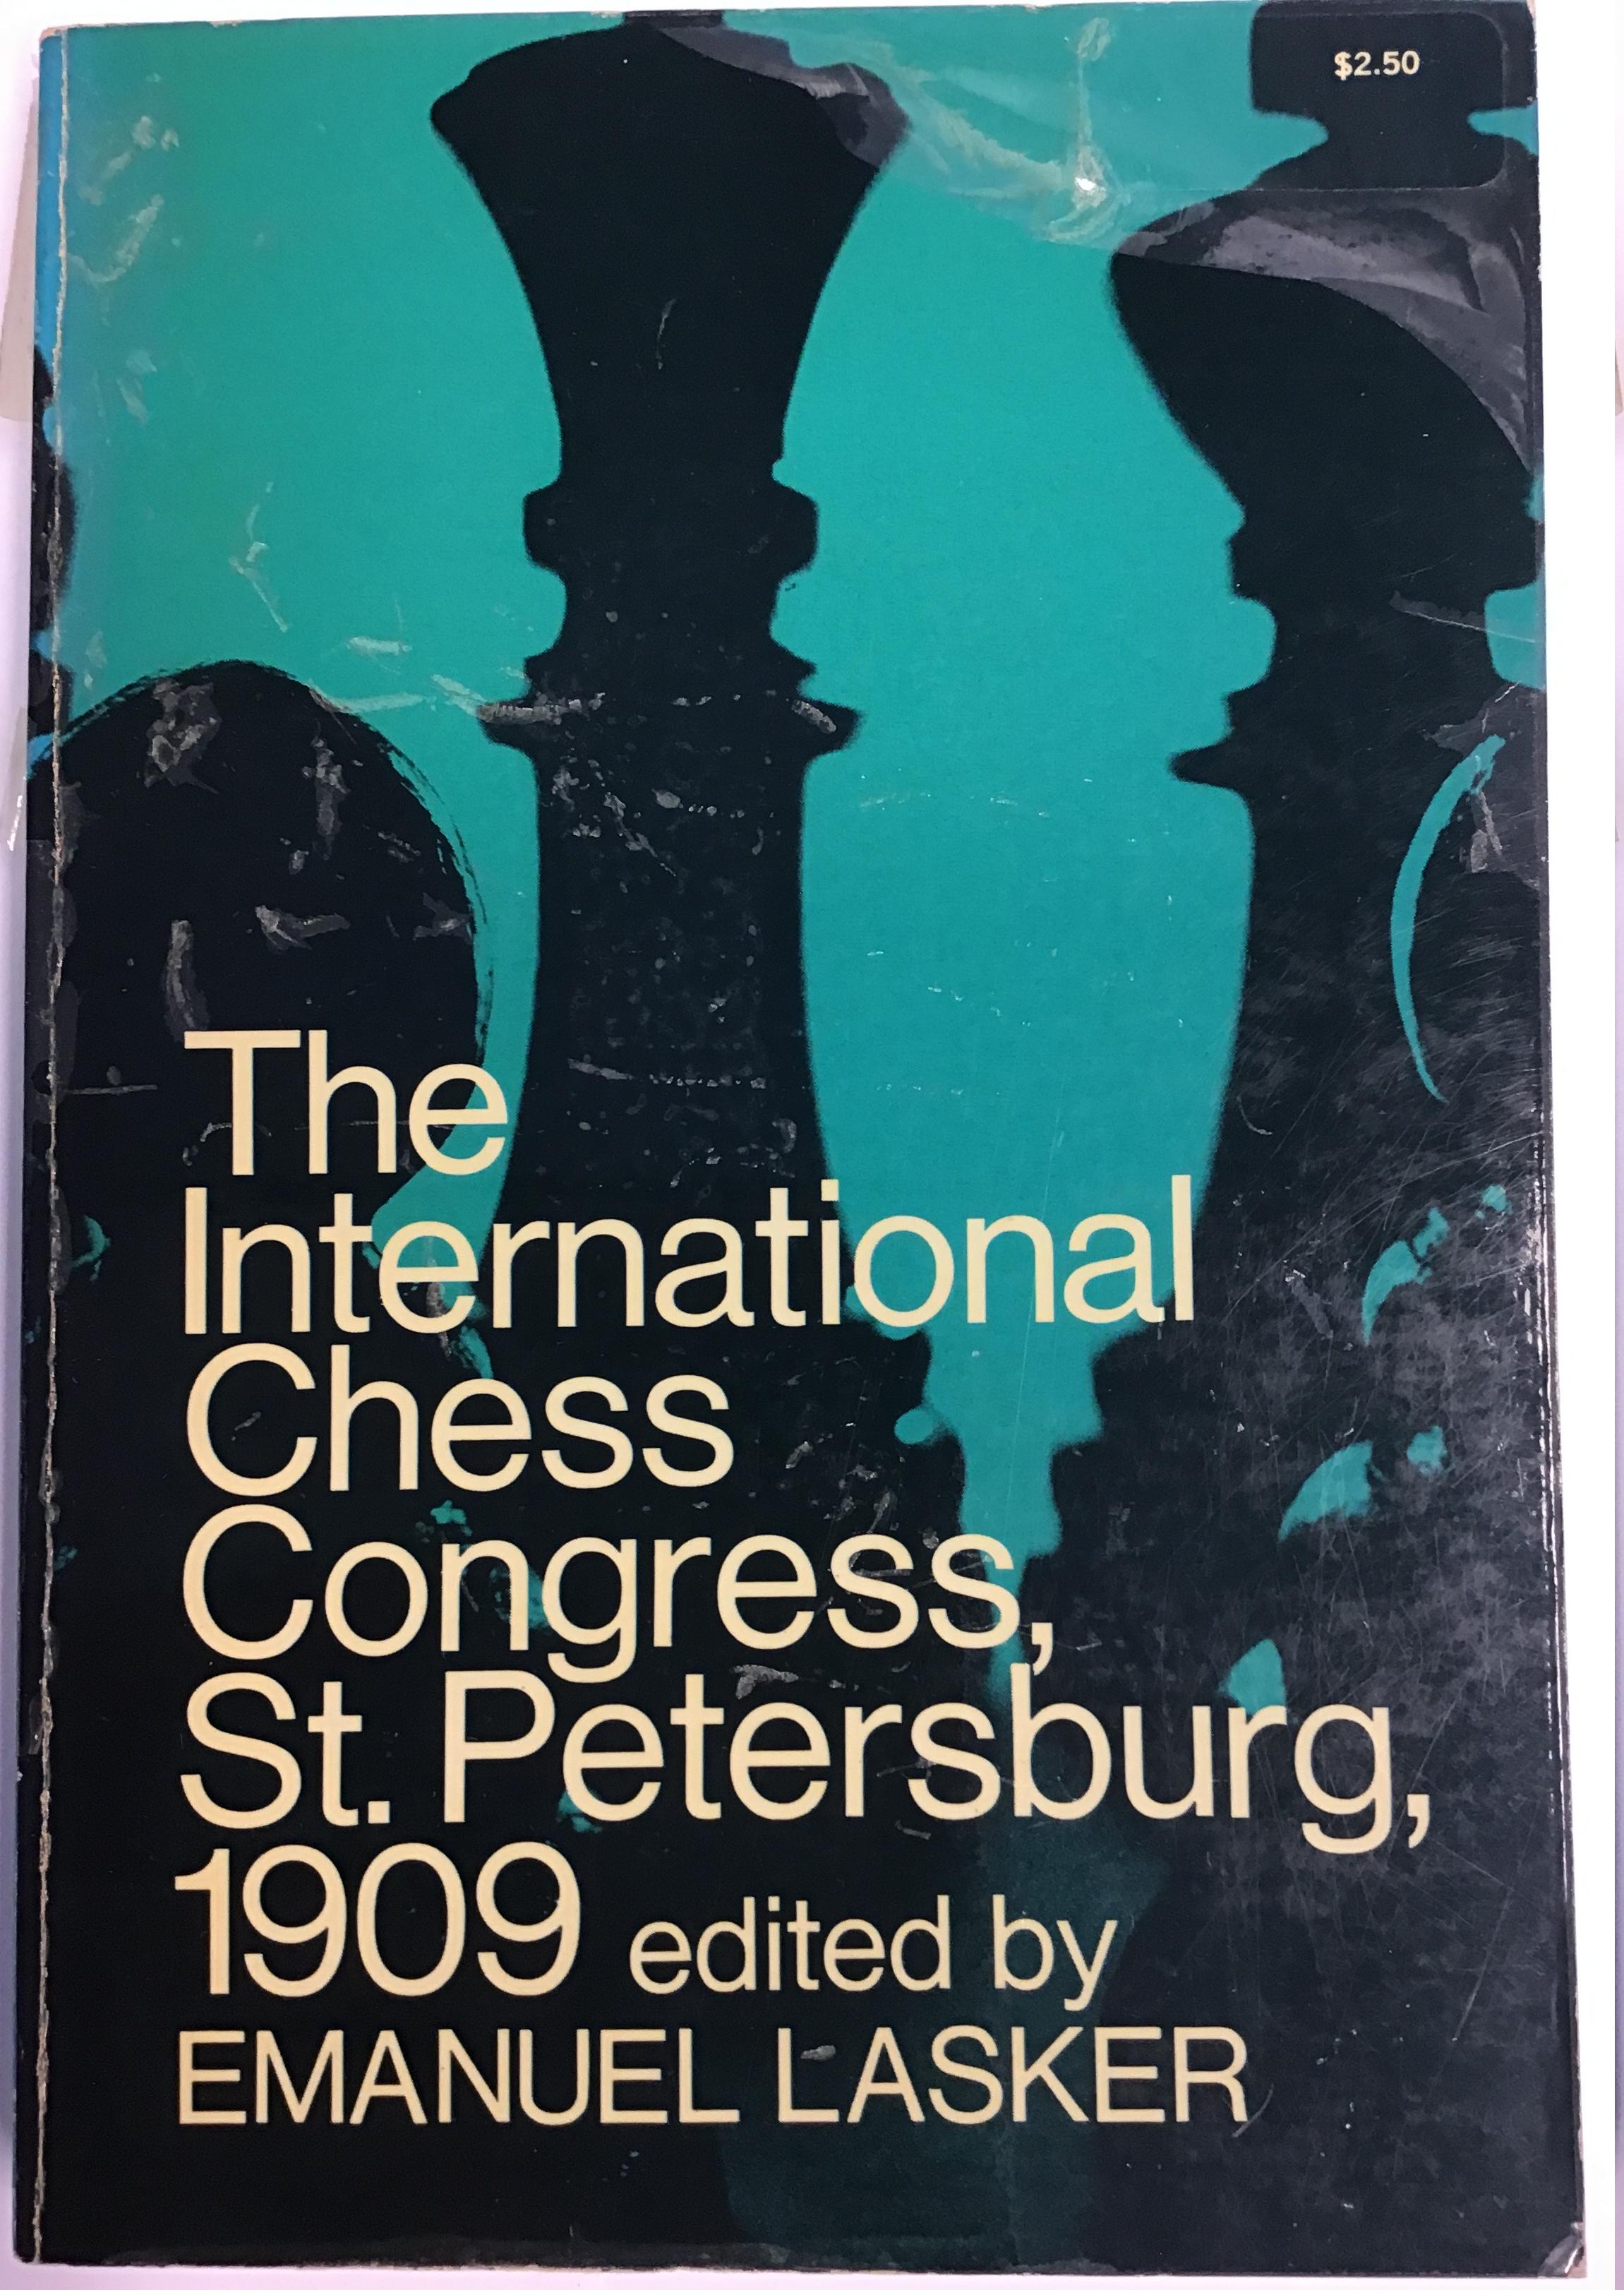 $2.50
The
International
Chess
Congress,
St. Petersburg,
1909 edited by
EMANUEL LASKER